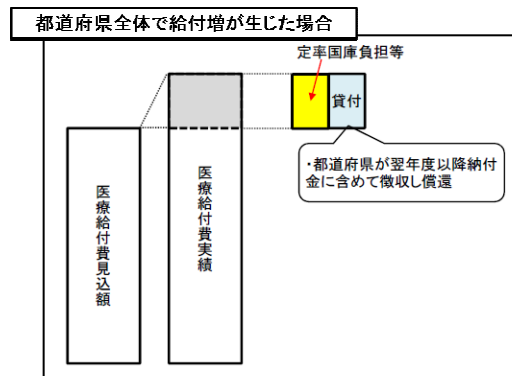 都道府県全体で給付増が生じた場合
定率国庫負担等
貸付
・都道府県が翌年度以降納付
金に含めて徴収し償還
医療給付費見込額
医療給付費実績